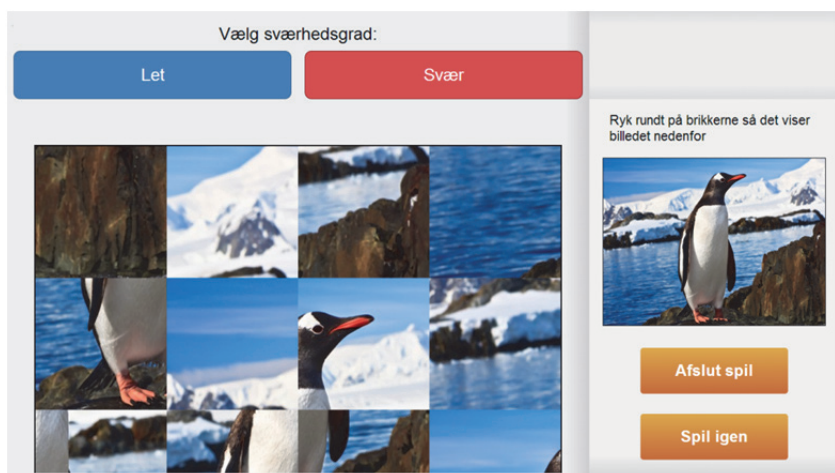 Vælg sværhedsgrad:
Let
Svær
Ryk rundt på brikkerne så det viser
billedet nedenfor
Afslut spil
Spil igen